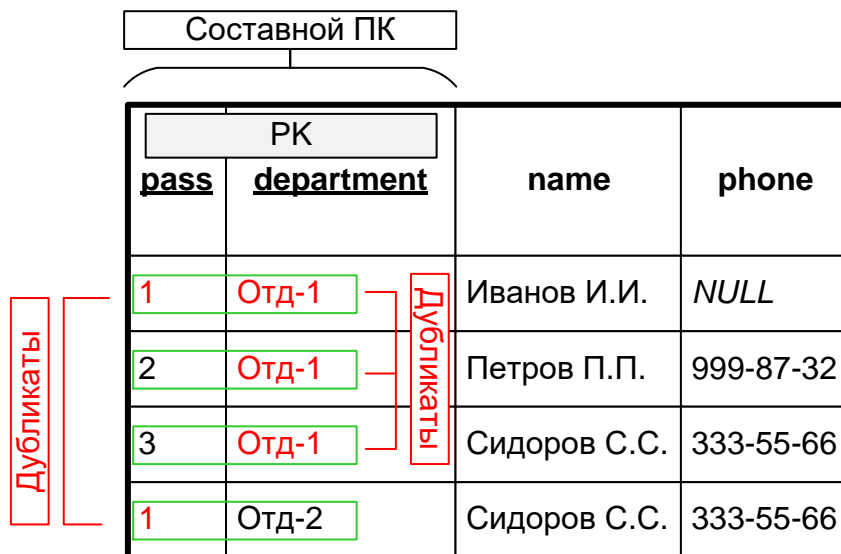 Составной ПК
PK
pass department name phone
1 Отд-1 Иванов И.И. NULL
2 Отд-1 Петров П.П. 999-87-32
3 Отд-1 Сидоров С.С. 333-55-66
1 Отд-2 Сидоров С.С. 333-55-66
Дубликаты
Дубликаты